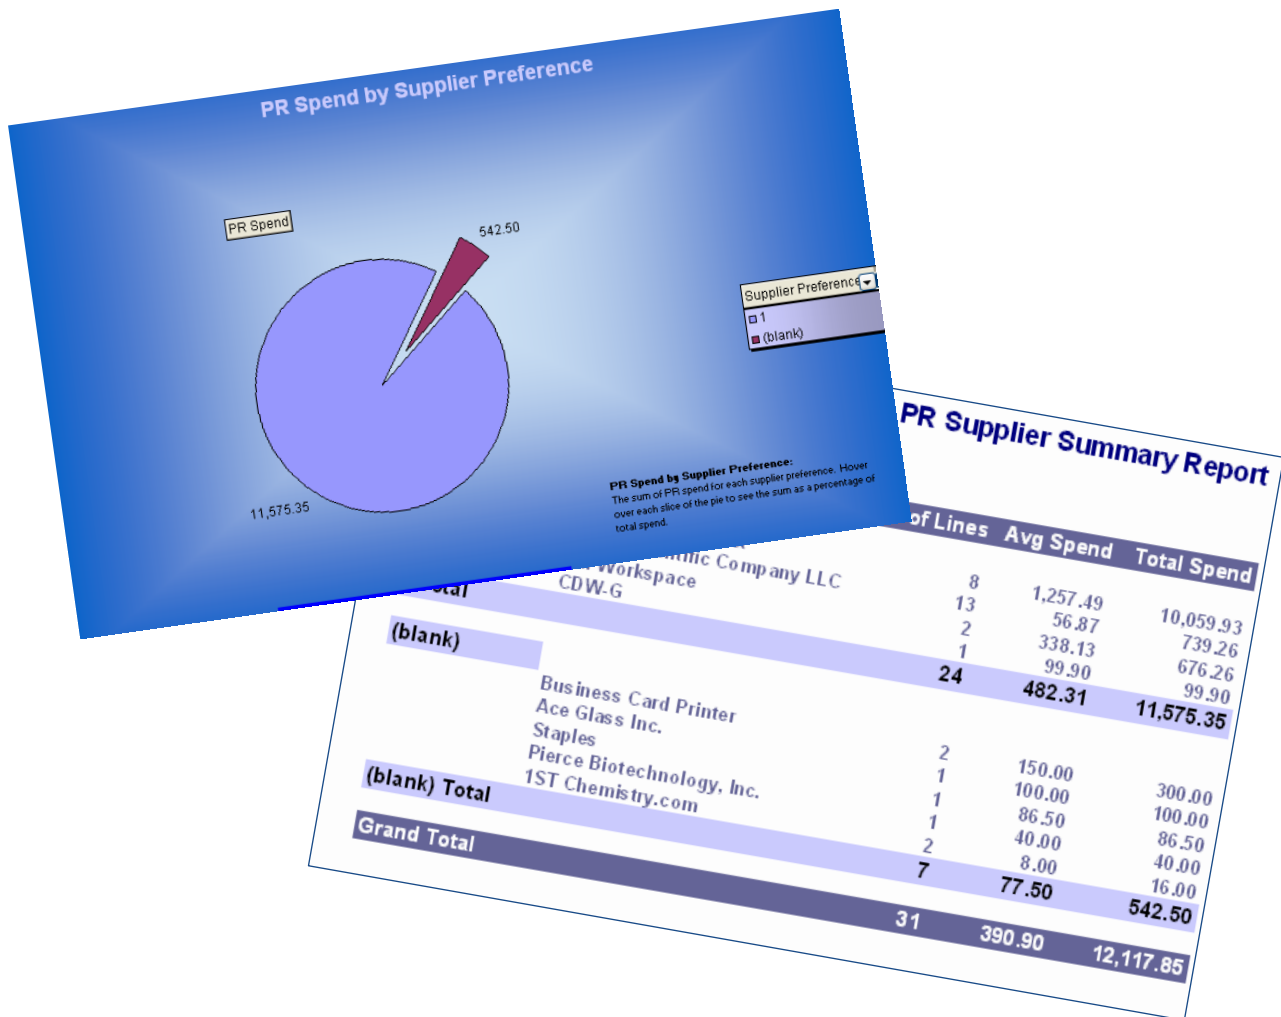 PR Spend by Supplier Preference
PR Spend
542.50
11,575.35
Supplier Preference
1
(blank)
PR Spend by Supplier Preference:
The sum of PR spend for each supplier preference. Hover
over each slice of the pie to see the sum as a percentage of
total spend.
PR Supplier Summary Report
of Lines Avg Spend Total Spend
8 1,257.49 10,059.93
Company LLC 13 56.87 739.26
Workspace 2 338.13 676.26
CDW-G 1 99.90 99.90
24 482.31 11,575.35
(blank)
Business Card Printer 2 150.00 300.00
Ace Glass Inc. 1 100.00 100.00
Staples 1 86.50 86.50
Pierce Biotechnology, Inc. 1 40.00 40.00
1ST Chemistry.com 2 8.00 16.00
(blank) Total 7 77.50 542.50
Grand Total 31 390.90 12,117.85